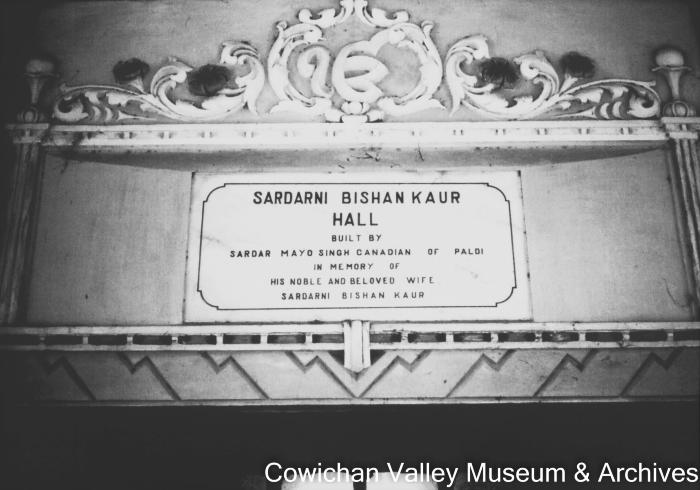 ੴ
SARDARNI BISHAN KAUR
HALL
BUILT BY
SARDAR MAYO SINGH CANADIAN OF PALDI
IN MEMORY OF
HIS NOBLE AND BELOVED WIFE
SARDARNI BISHAN KAUR
Cowichan Valley Museum & Archives